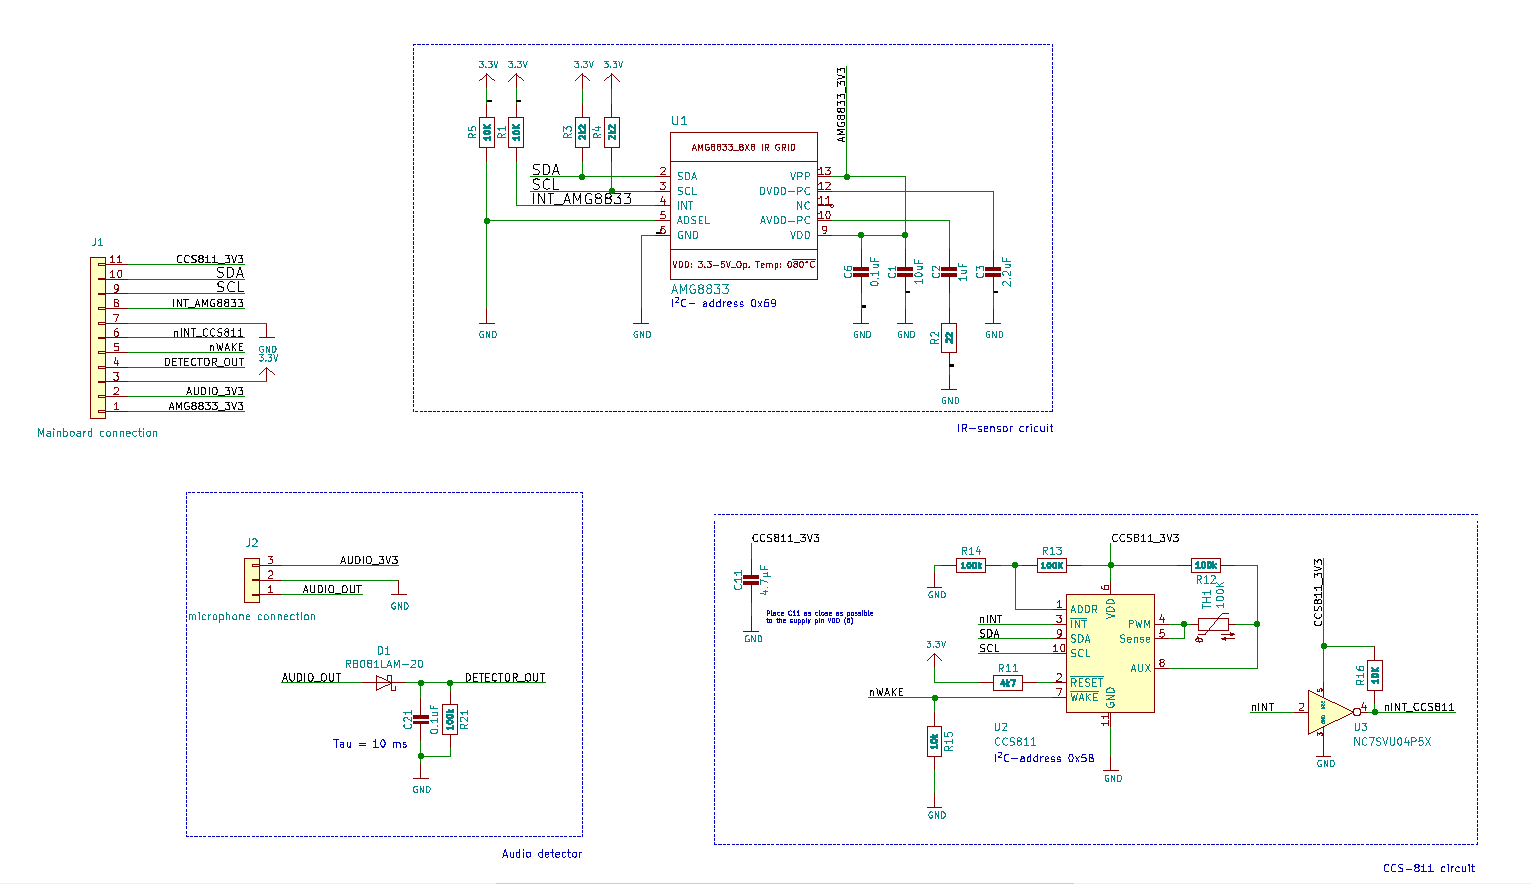 3.3V 3.3V 3.3V 3.3V
R5 10K R1 10K R3 2k2 R4 2k2
AMG8833_3V3
U1
AMG8833_8X8 IR GRID
SDA 2 SDA VPP 13
SCL 3 SCL DVDD-PC 12
INT_AMG8833 4 INT NC 11
5 ADSEL AVDD-PC 10
6 GND VDD 9
VDD: 3.3-5V_Op. Temp: 080°C
AMG8833
I²C- address 0x69
C6 0.1uF C1 10uF C2 1uF C3 2.2uF
R2 22
GND GND GND GND GND
GND
IR-sensor cricuit
J1
11 CCS811_3V3
10 SDA
9 SCL
8 INT_AMG8833
7
6 nINT_CCS811
GND
5 nWAKE
3.3V
4 DETECTOR_OUT
3
2 AUDIO_3V3
1 AMG8833_3V3
Mainboard connection
J2
3 AUDIO_3V3
2
1 AUDIO_OUT
GND
microphone connection
D1
RB081LAM-20
AUDIO_OUT DETECTOR_OUT
C21 0.1uF 100k R21
Tau = 10 ms
GND
Audio detector
CCS811_3V3
C11 4.7µF
Place C11 as close as possible
to the supply pin VDD (6)
GND
R14 R13 CCS811_3V3
100k 100K 100k
R12
GND
6 VDD
TH1 100K
1 ADDR
nINT 3 INT PWM 4
SDA 9 SDA Sense 5
SCL 10 SCL
3.3V
R11 AUX 8
4k7 2 RESET
nWAKE 7 WAKE
GND 11
10k R15
U2
CCS811
I²C-address 0x5B
GND
GND
CCS811_3V3
R16 10K
nINT 2 5 3 4 nINT_CCS811
U3
NC7SVU04P5X
GND
CCS-811 circuit